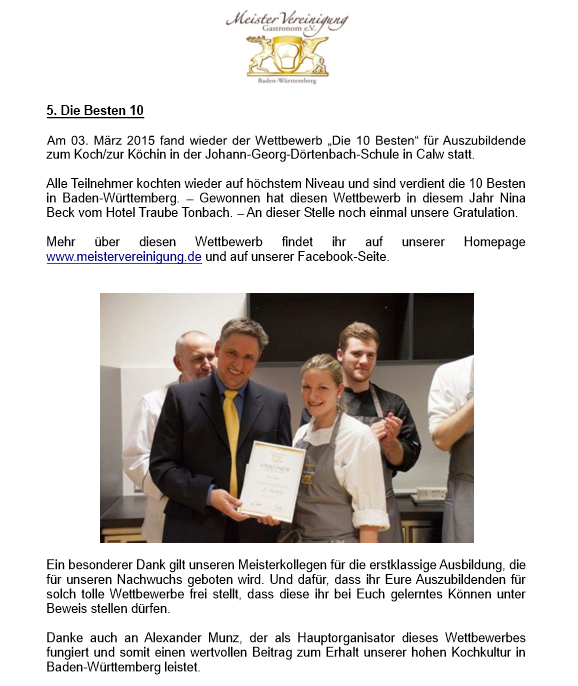 Meister Vereinigung
Gastronom e.V.
Baden-Württemberg
5. Die Besten 10
Am 03. März 2015 fand wieder der Wettbewerb „Die 10 Besten“ für Auszubildende
zum Koch/zur Köchin in der Johann-Georg-Dörtenbach-Schule in Calw statt.
Alle Teilnehmer kochten wieder auf höchstem Niveau und sind verdient die 10 Besten
in Baden-Württemberg. – Gewonnen hat diesen Wettbewerb in diesem Jahr Nina
Beck vom Hotel Traube Tonbach. – An dieser Stelle noch einmal unsere Gratulation.
Mehr über diesen Wettbewerb findet ihr auf unserer Homepage
www.meistervereinigung.de und auf unserer Facebook-Seite.
URKUNDE
Ein besonderer Dank gilt unseren Meisterkollegen für die erstklassige Ausbildung, die
für unseren Nachwuchs geboten wird. Und dafür, dass ihr Eure Auszubildenden für
solch tolle Wettbewerbe frei stellt, dass diese ihr bei Euch gelerntes Können unter
Beweis stellen dürfen.
Danke auch an Alexander Munz, der als Hauptorganisator dieses Wettbewerbes
fungiert und somit einen wertvollen Beitrag zum Erhalt unserer hohen Kochkultur in
Baden-Württemberg leistet.